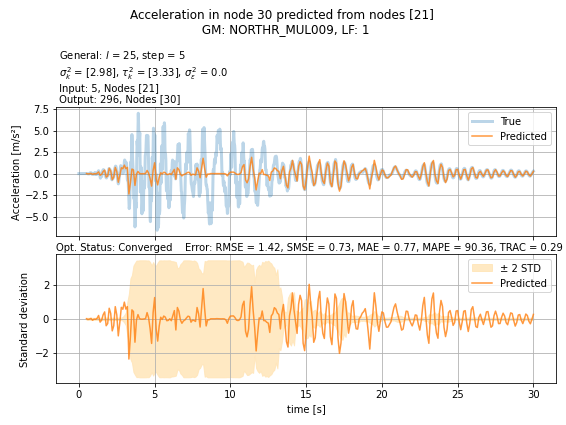 Acceleration in node 30 predicted from nodes [21]
GM: NORTHR_MUL009, LF: 1
General: l = 25, step = 5
σ²ₖ = [2.98], τ²ₖ = [3.33], σ²ε = 0.0
Input: 5, Nodes [21]
Output: 296, Nodes [30]
7.5
5.0
2.5
0.0
−2.5
−5.0
Acceleration [m/s²]
True
Predicted
Opt. Status: Converged Error: RMSE = 1.42, SMSE = 0.73, MAE = 0.77, MAPE = 90.36, TRAC = 0.29
2
0
−2
Standard deviation
± 2 STD
Predicted
0 5 10 15 20 25 30
time [s]